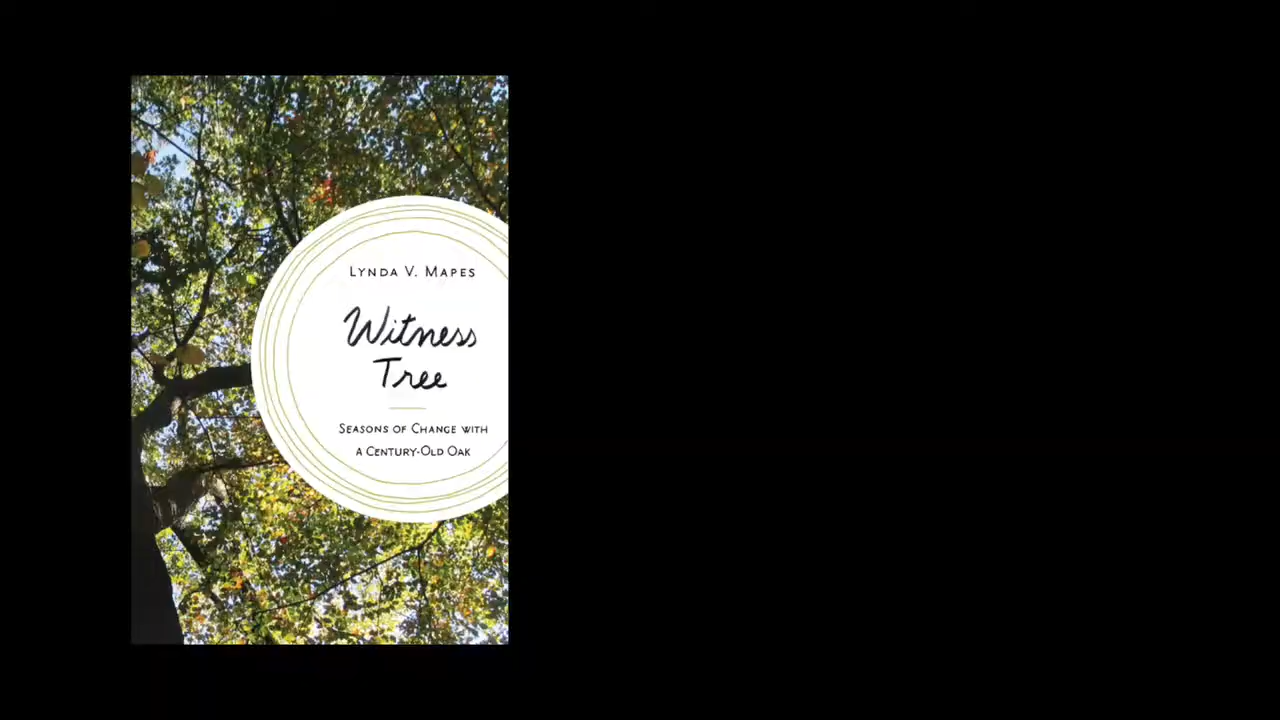 LYNDA V. MAPES
Witness
Tree
SEASONS OF CHANGE WITH
A CENTURY-OLD OAK